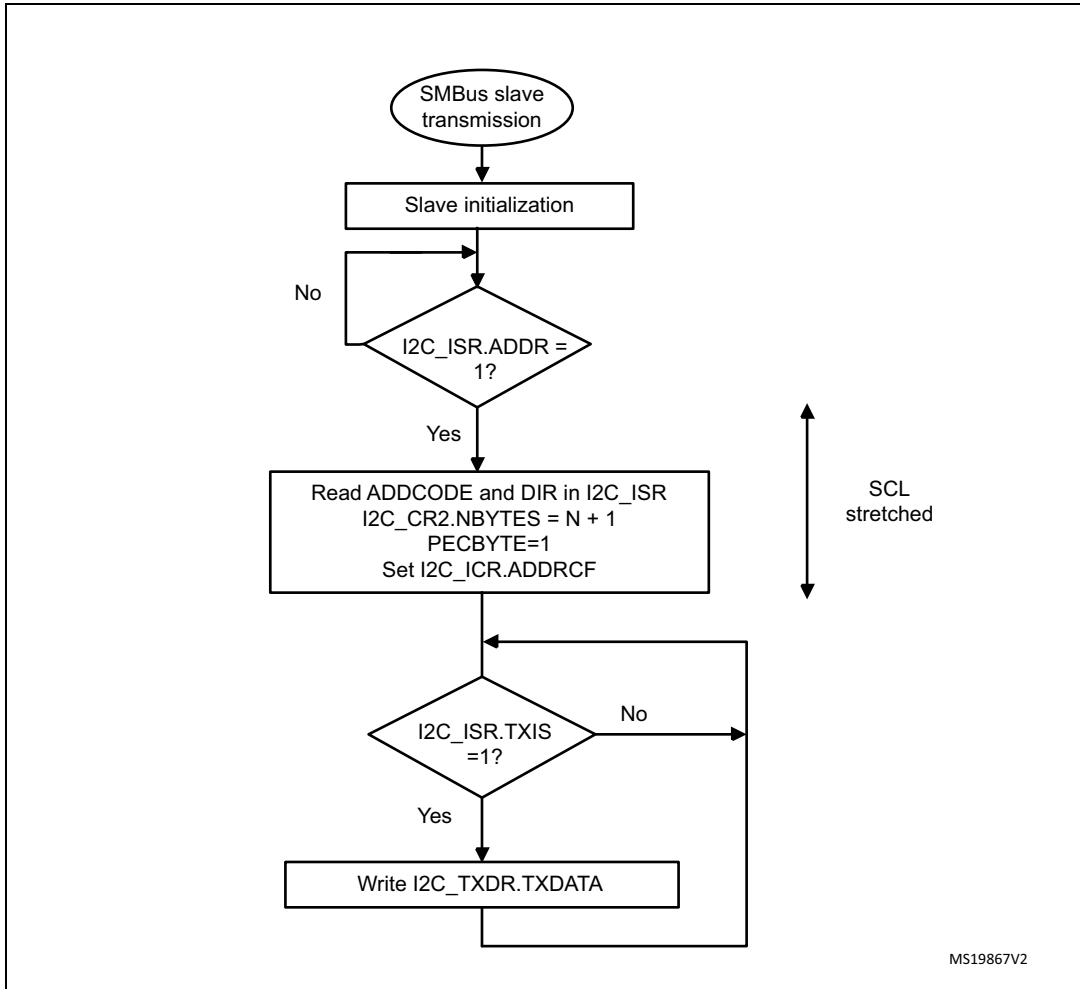 SMBus slave
transmission
Slave initialization
No
I2C_ISR.ADDR =
1?
Yes
Read ADDCODE and DIR in I2C_ISR
I2C_CR2.NBYTES = N + 1
PECBYTE=1
Set I2C_ICR.ADDRCF
SCL
stretched
I2C_ISR.TXIS
=1?
No
Yes
Write I2C_TXDR.TXDATA
MS19867V2